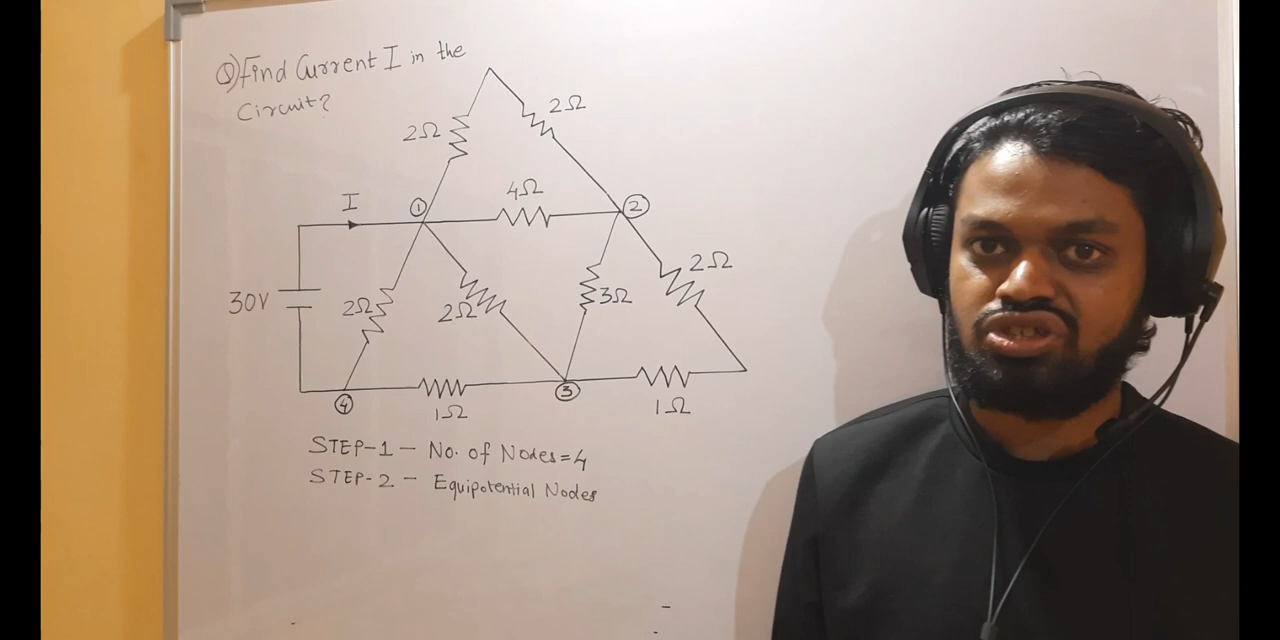 Q) Find Current I in the
Circuit?
2Ω
2Ω
4Ω
I
①
②
30V
2Ω
2Ω
3Ω
2Ω
④
1Ω
③
1Ω
STEP-1 – No. of Nodes=4
STEP-2 – Equipotential Nodes